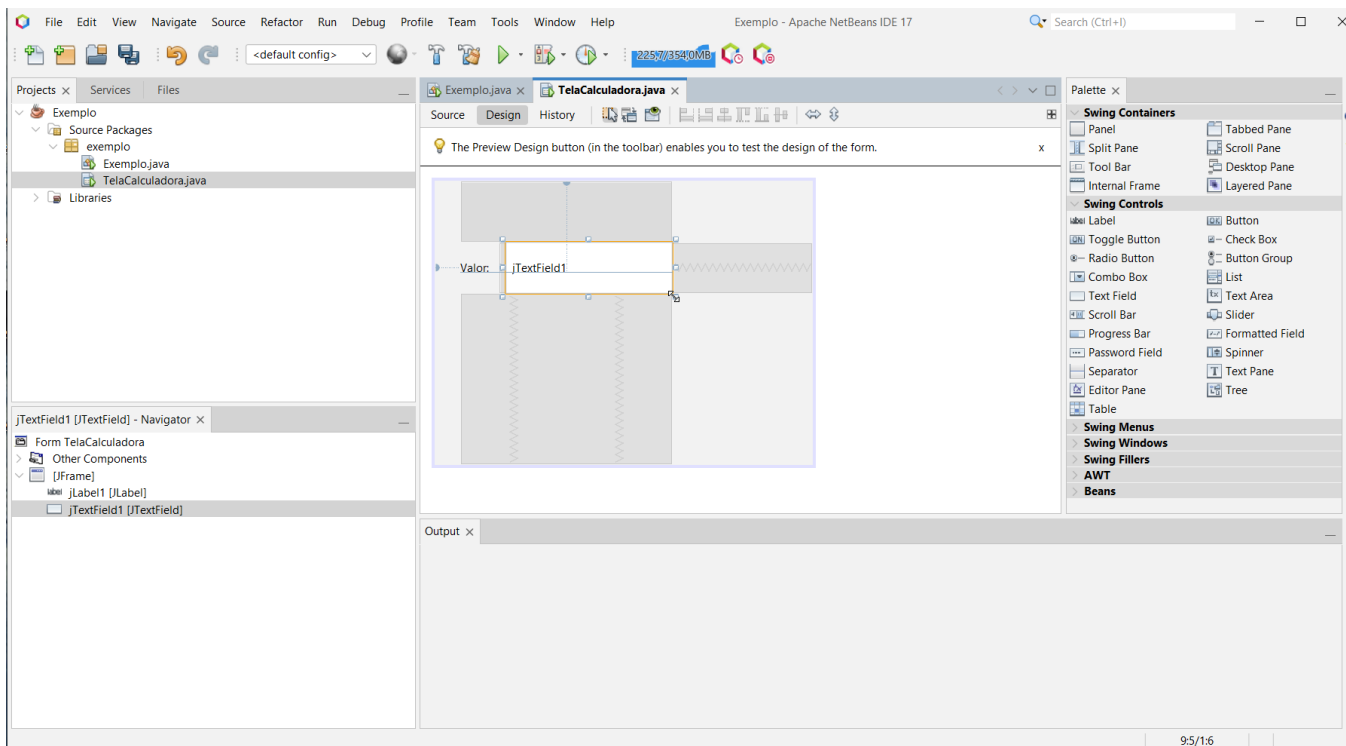 File Edit View Navigate Source Refactor Run Debug Profile Team Tools Window Help Exemplo - Apache NetBeans IDE 17 Search (Ctrl+I)
<default config> 225,7/354,0MB
Projects Services Files
Exemplo
Source Packages
exemplo
Exemplo.java
TelaCalculadora.java
Libraries
jTextField1 [JTextField] - Navigator
Form TelaCalculadora
Other Components
[JFrame]
label jLabel1 [JLabel]
jTextField1 [JTextField]
Exemplo.java TelaCalculadora.java
Source Design History
The Preview Design button (in the toolbar) enables you to test the design of the form. x
Valor: jTextField1
Output
Palette
Swing Containers
Panel Tabbed Pane
Split Pane Scroll Pane
Tool Bar Desktop Pane
Internal Frame Layered Pane
Swing Controls
label Label OK Button
ON Toggle Button Check Box
Radio Button Button Group
Combo Box List
Text Field Text Area
Scroll Bar Slider
Progress Bar Formatted Field
Password Field Spinner
Separator Text Pane
Editor Pane Tree
Table
Swing Menus
Swing Windows
Swing Fillers
AWT
Beans
9:5/1:6